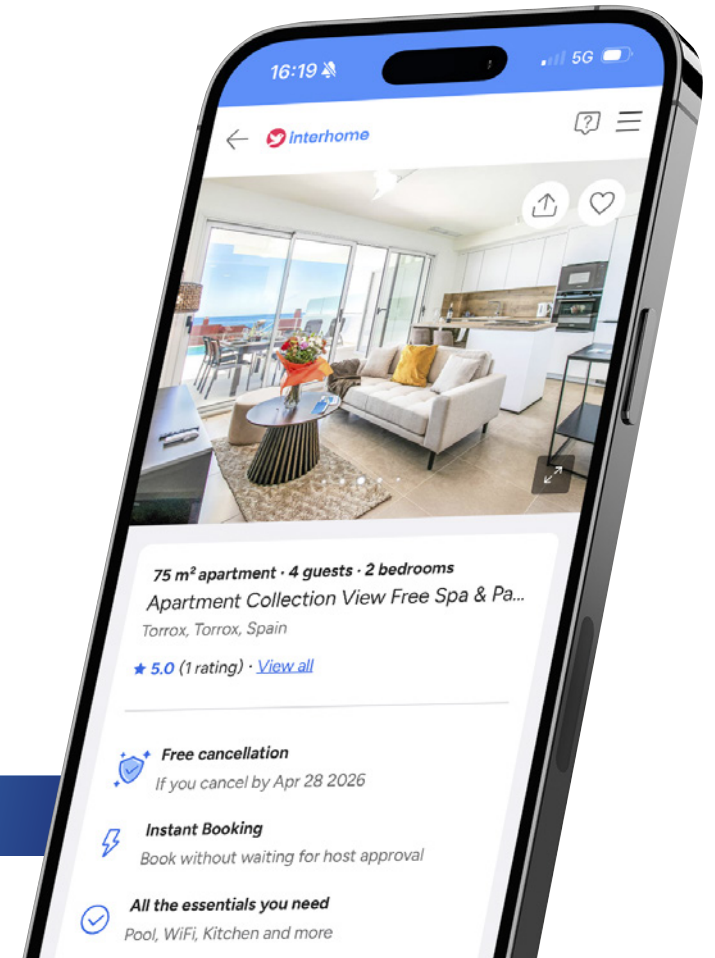 16:19
5G
interhome
75 m² apartment · 4 guests · 2 bedrooms
Apartment Collection View Free Spa & Pa...
Torrox, Torrox, Spain
5.0 (1 rating) · View all
Free cancellation
If you cancel by Apr 28 2026
Instant Booking
Book without waiting for host approval
All the essentials you need
Pool, WiFi, Kitchen and more